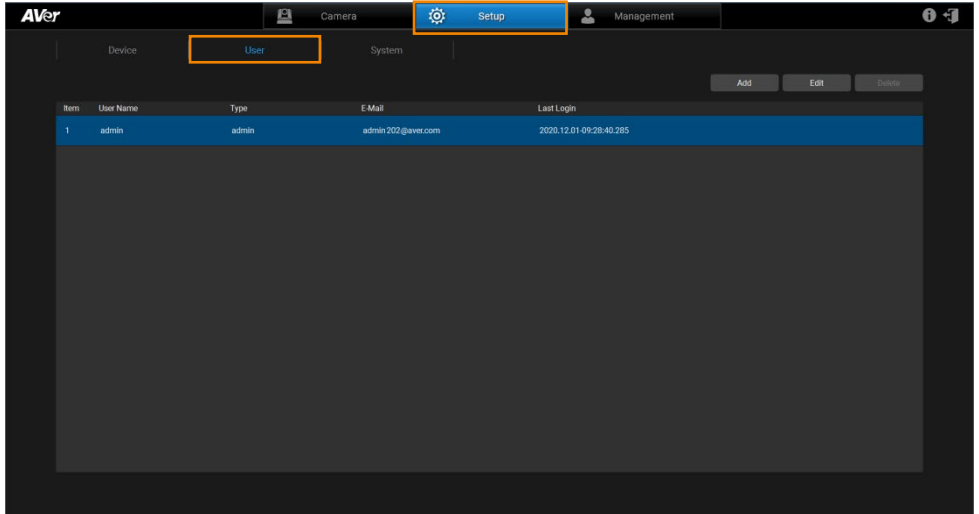 AVer Camera Setup Management
Device User System
Add Edit Delete
Item User Name Type E-Mail Last Login
1 admin admin admin202@aver.com 2020.12.01-09:28:40.285